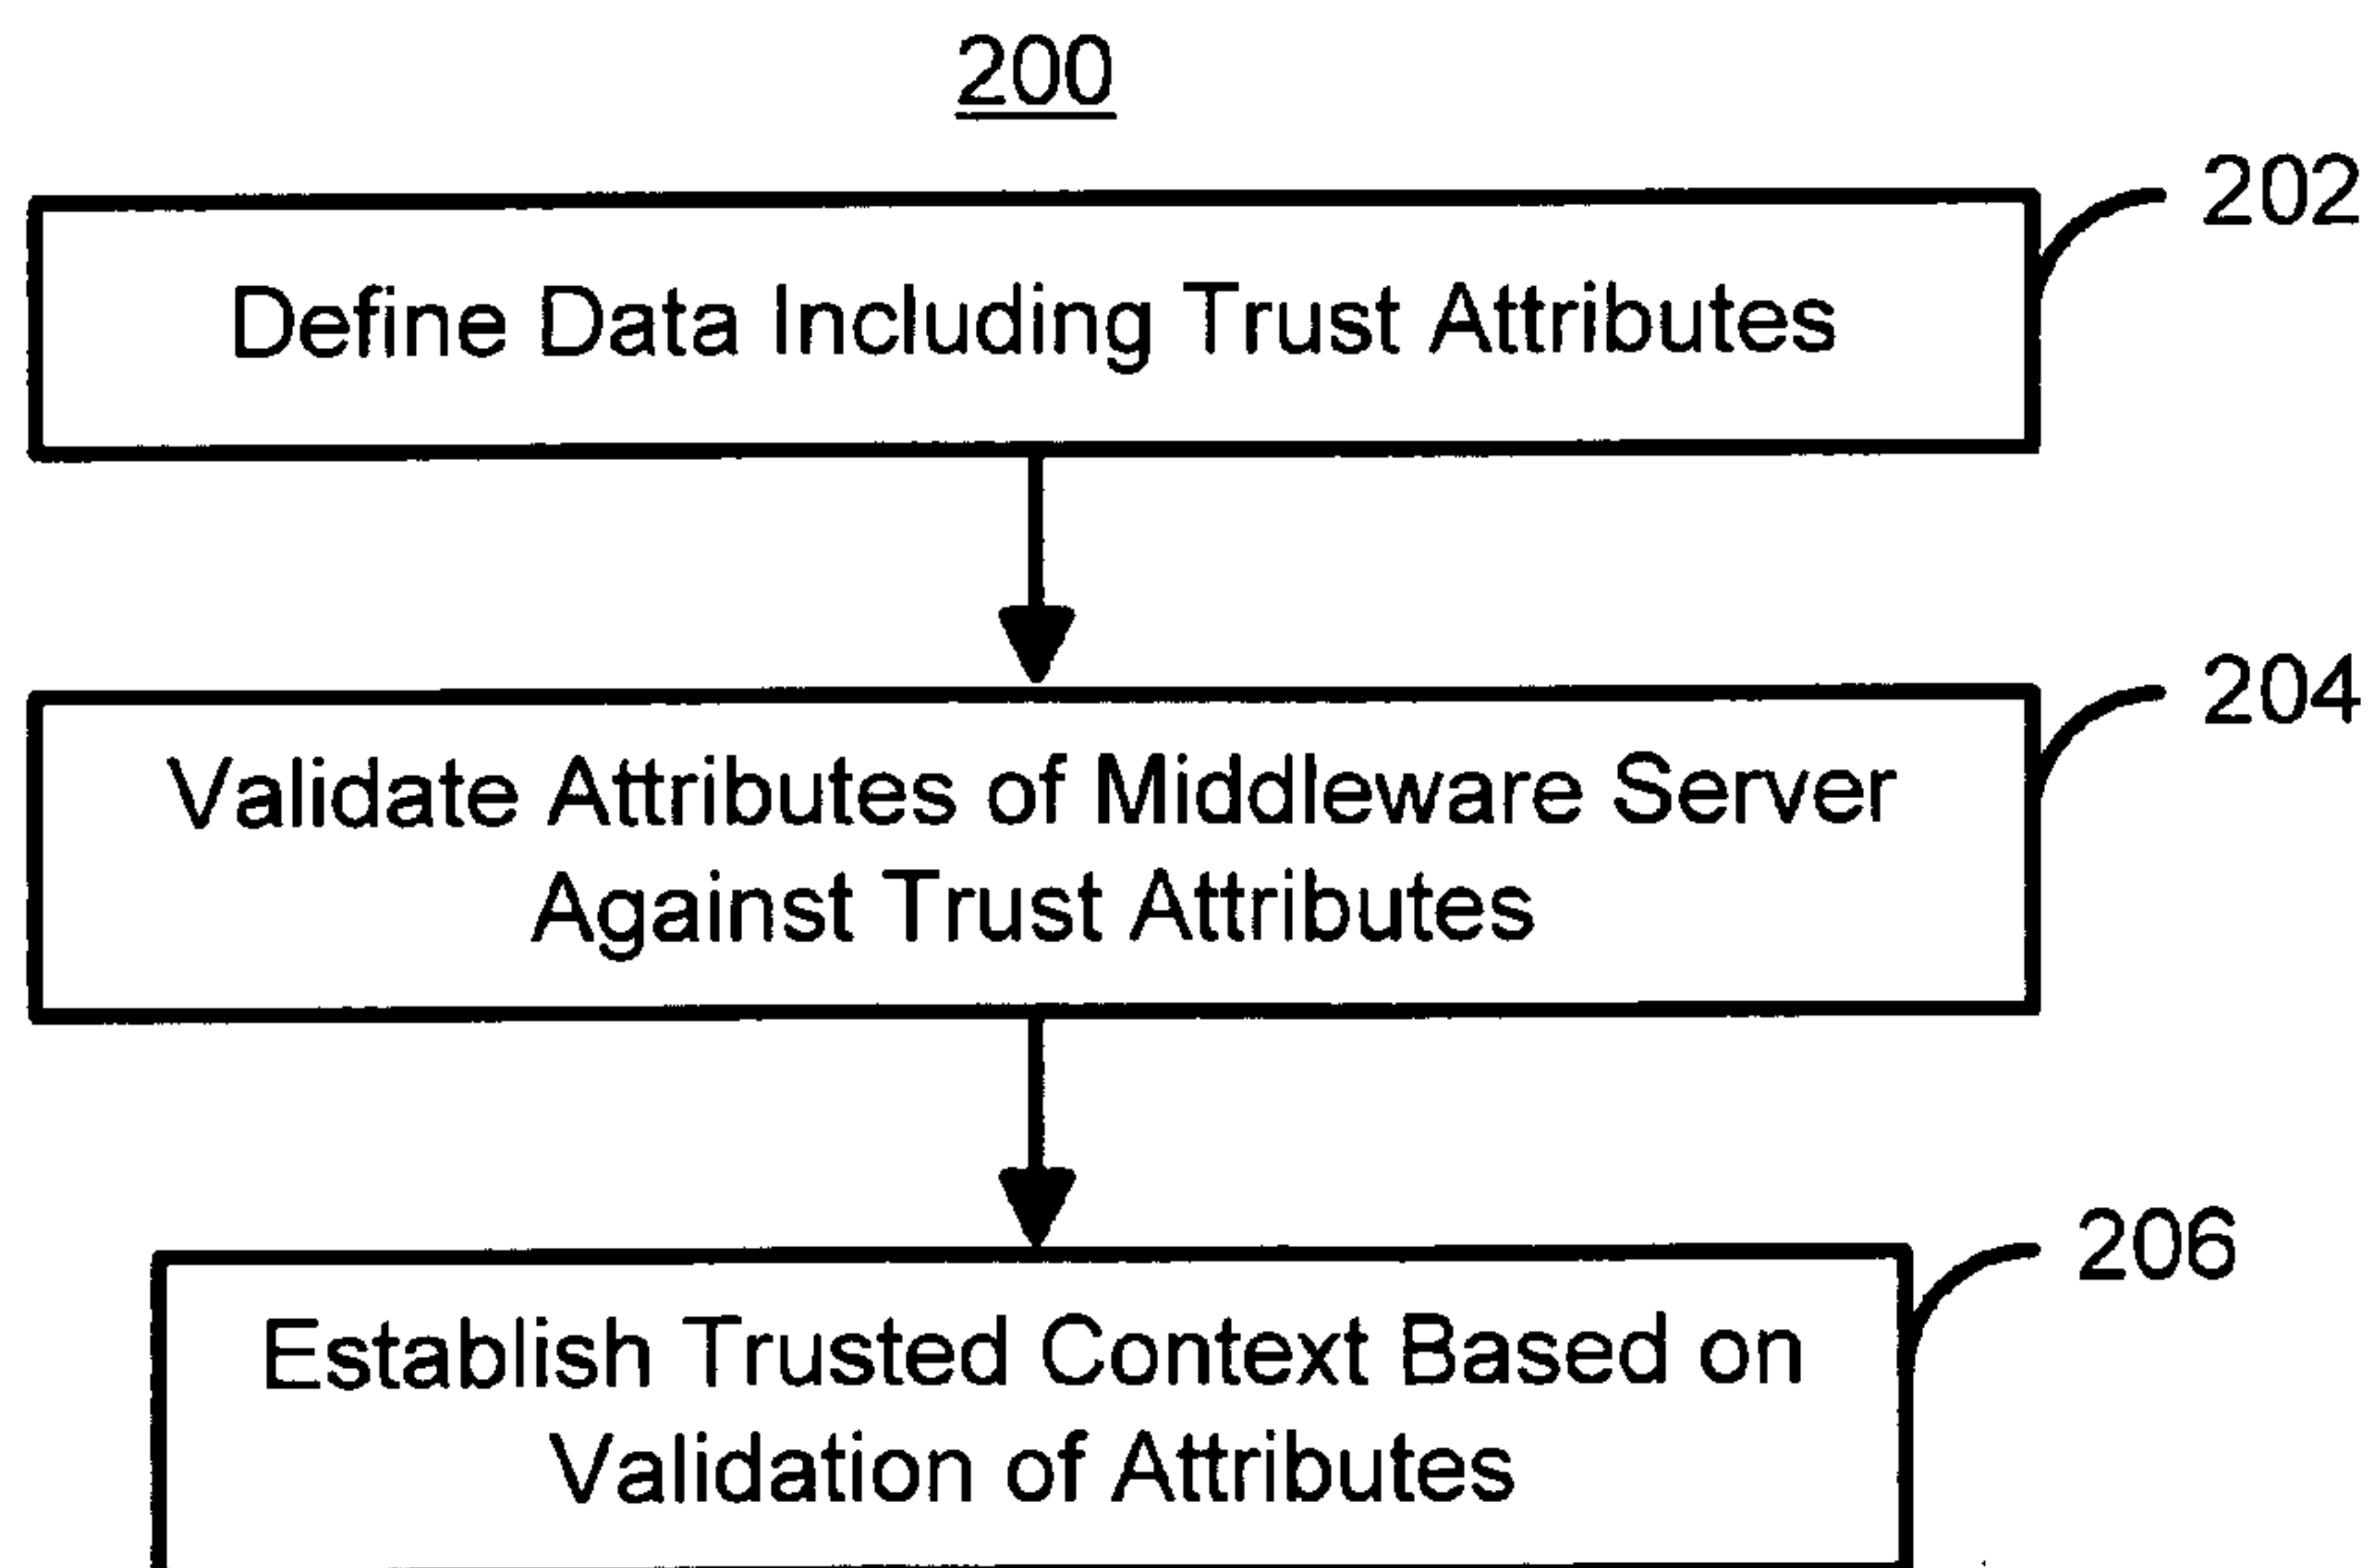 200
202
Define Data Including Trust Attributes
204
Validate Attributes of Middleware Server
Against Trust Attributes
206
Establish Trusted Context Based on
Validation of Attributes